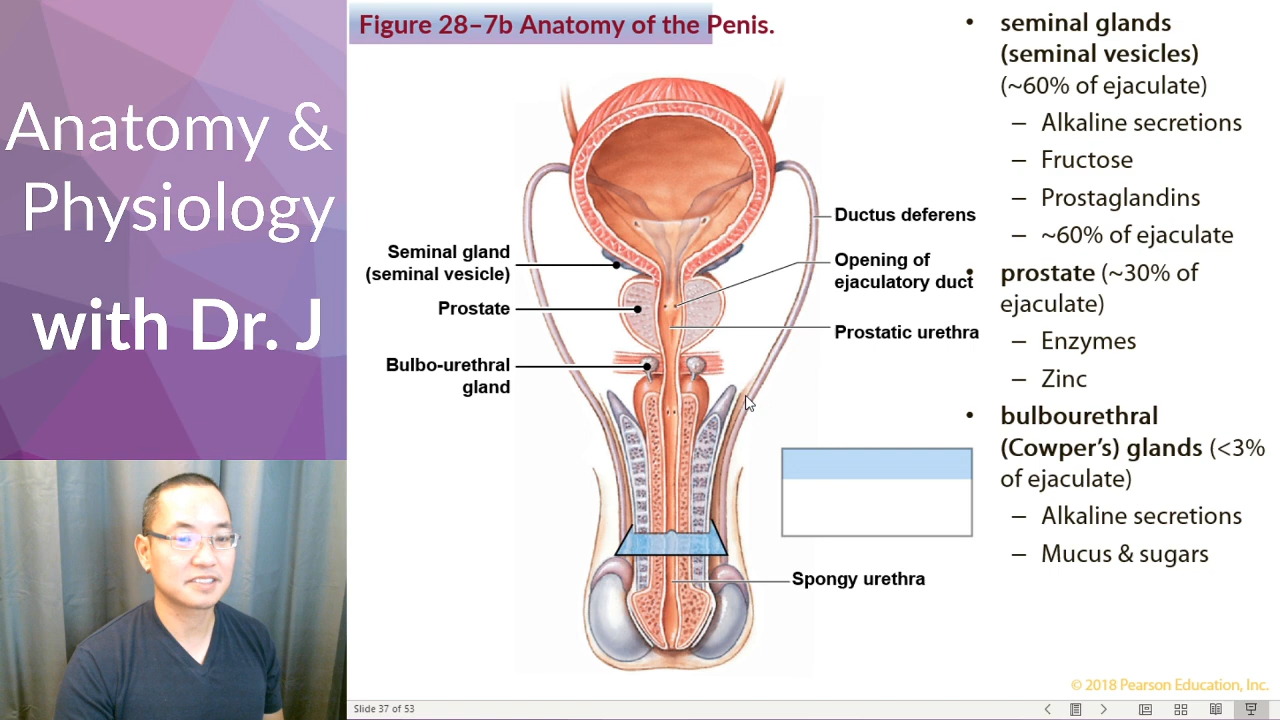 Anatomy &
Physiology
with Dr. J
Figure 28–7b Anatomy of the Penis.
Seminal gland
(seminal vesicle)
Prostate
Bulbo-urethral
gland
Ductus deferens
Opening of
ejaculatory duct
Prostatic urethra
Spongy urethra
• seminal glands
(seminal vesicles)
(~60% of ejaculate)
– Alkaline secretions
– Fructose
– Prostaglandins
– ~60% of ejaculate
• prostate (~30% of
ejaculate)
– Enzymes
– Zinc
• bulbourethral
(Cowper’s) glands (<3%
of ejaculate)
– Alkaline secretions
– Mucus & sugars
© 2018 Pearson Education, Inc.
Slide 37 of 53